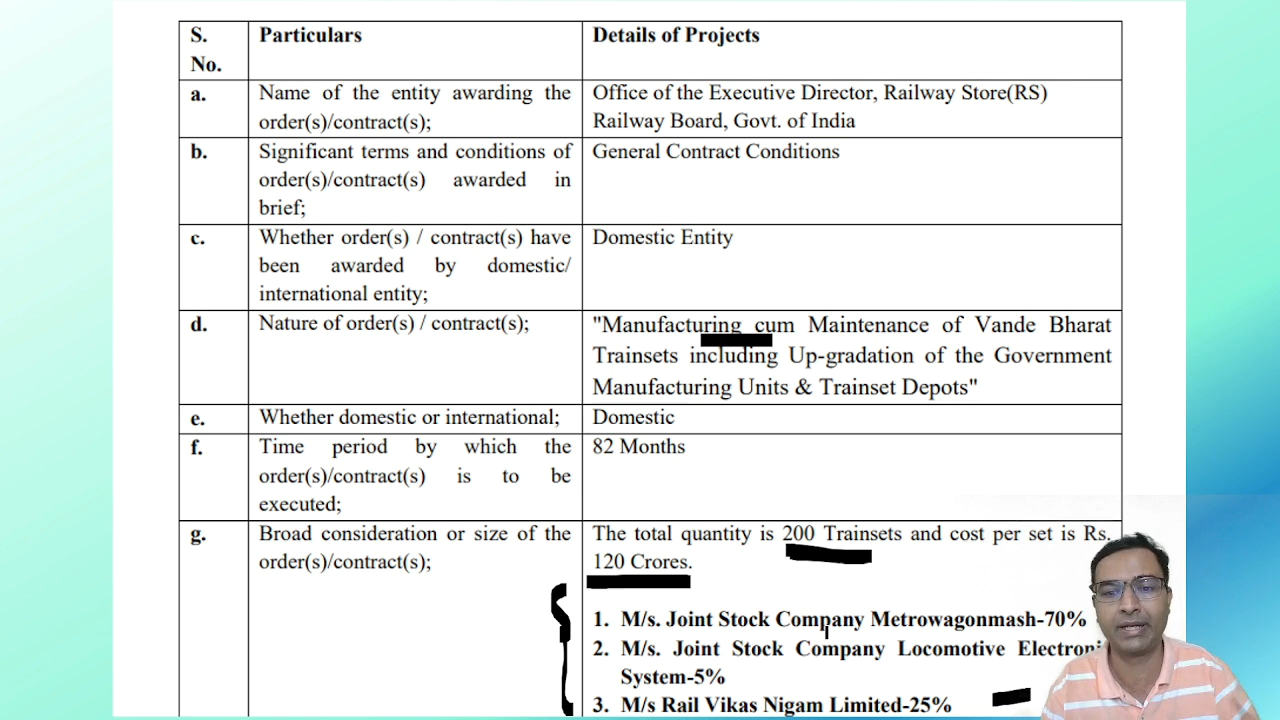 S. No.
Particulars
Details of Projects
a.
Name of the entity awarding the
order(s)/contract(s);
Office of the Executive Director, Railway Store(RS)
Railway Board, Govt. of India
b.
Significant terms and conditions of
order(s)/contract(s) awarded in
brief;
General Contract Conditions
c.
Whether order(s) / contract(s) have
been awarded by domestic/
international entity;
Domestic Entity
d.
Nature of order(s) / contract(s);
"Manufacturing cum Maintenance of Vande Bharat
Trainsets including Up-gradation of the Government
Manufacturing Units & Trainset Depots"
e.
Whether domestic or international;
Domestic
f.
Time period by which the
order(s)/contract(s) is to be
executed;
82 Months
g.
Broad consideration or size of the
order(s)/contract(s);
The total quantity is 200 Trainsets and cost per set is Rs.
120 Crores.
1. M/s. Joint Stock Company Metrowagonmash-70%
2. M/s. Joint Stock Company Locomotive
System-5%
3. M/s Rail Vikas Nigam Limited-25%